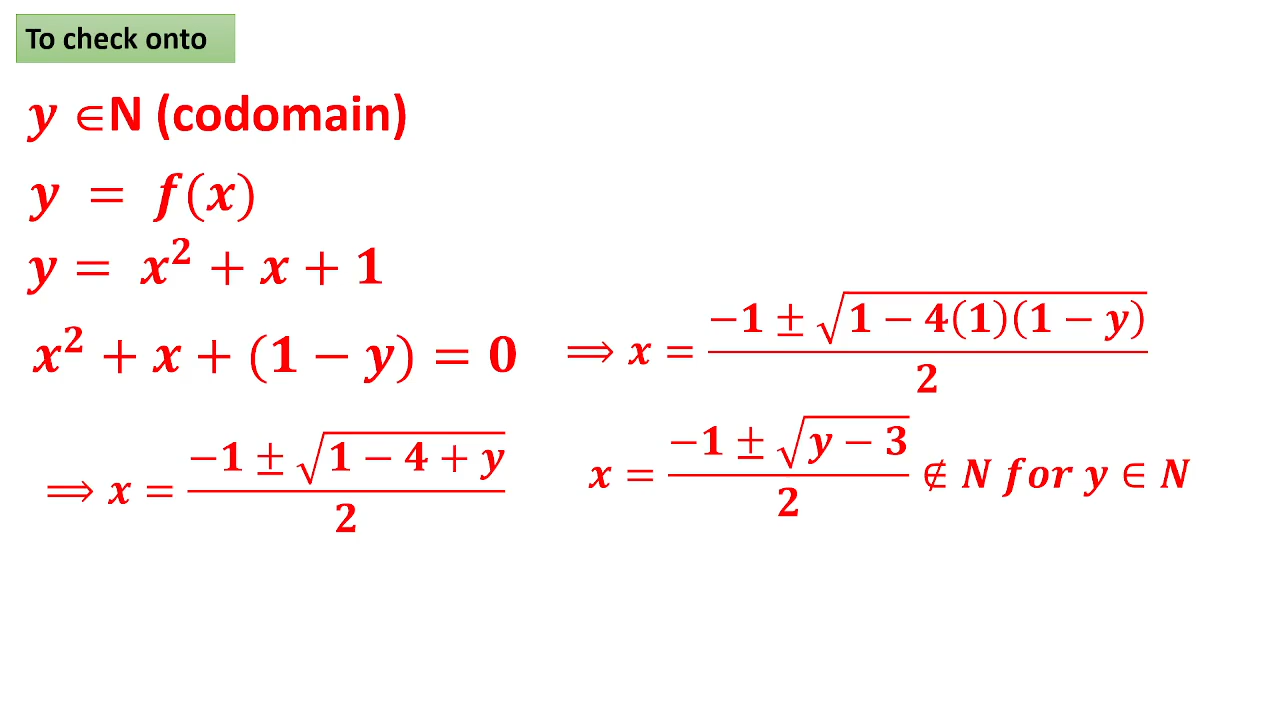 To check onto
y ∈N (codomain)
y = f(x)
y = x² + x + 1
x² + x + (1 − y) = 0
⟹ x = (−1 ± √(1 − 4(1)(1 − y))) / 2
⟹ x = (−1 ± √(1 − 4 + y)) / 2
x = (−1 ± √(y − 3)) / 2 ∉ N for y ∈ N